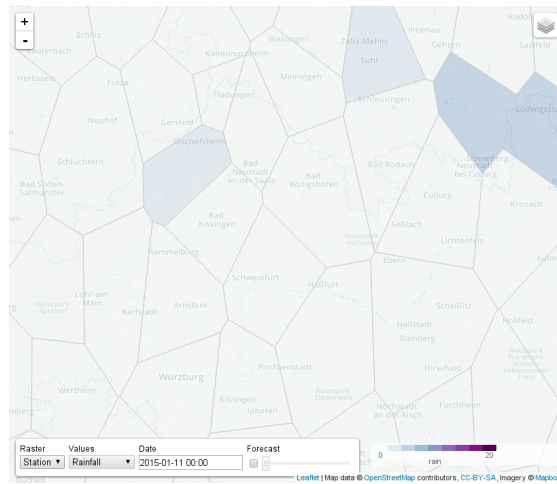 +
-
Schlitz
Wasungen
Zella-Mehlis
Suhl
Ilmenau
Gehren
Rudol
Saalfeld
Lauterbach
Kaltennordheim
Herbstein
Fulda
Meiningen
Fladungen
Schleusingen
Ludwigssta
Neuhof
Gersfeld
Bischofsheim
Schluchtern
Bad
Neustadt
an der Saale
Bad
Königshofen
Bad Rodach
Sonneberg
Neustadt
bei Coburg
Bad Soden-
Salmünster
Coburg
Kronach
Bad
Kissingen
Seßlach
Naturpark
Haßberge
Lichtenfels
Hammelburg
Ebern
Kulm
Schweinfurt
Haßfurt
Lohr am
Main
Naturpark
Spessart
Karlstadt
Arnstein
Scheßlitz
Hollfeld
Hallstadt
Bamberg
Würzburg
Prichsenstadt
Hirschaid
Naturpark
Fränkische
Schweiz-
Veldensteiner
Forst
Wertheim
Kitzingen
Iphofen
Naturpark
Steigerwald
Höchstadt
an der Aisch
Forchheim
Raster
Values
Date
Forecast
Station
Rainfall
2015-01-11 00:00
0
20
rain
Leaflet | Map data © OpenStreetMap contributors, CC-BY-SA, Imagery © Mapbo